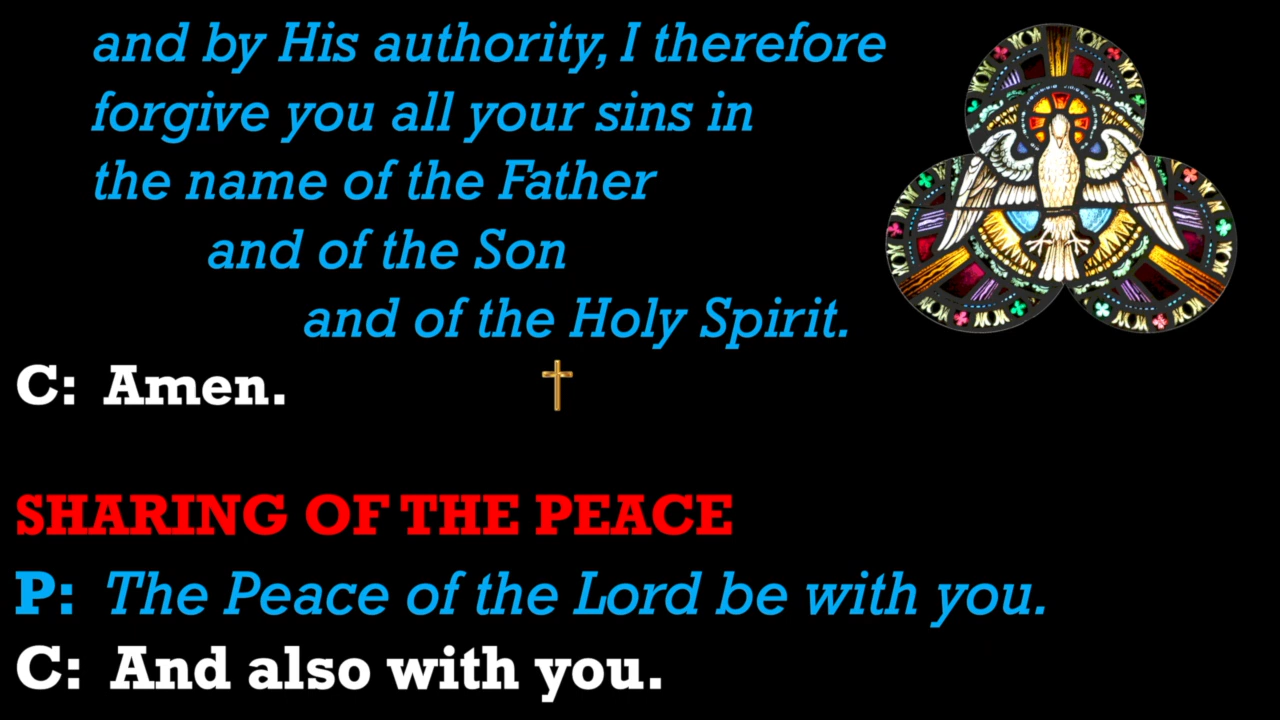 and by His authority, I therefore
forgive you all your sins in
the name of the Father
and of the Son
and of the Holy Spirit.
C: Amen.
SHARING OF THE PEACE
P: The Peace of the Lord be with you.
C: And also with you.